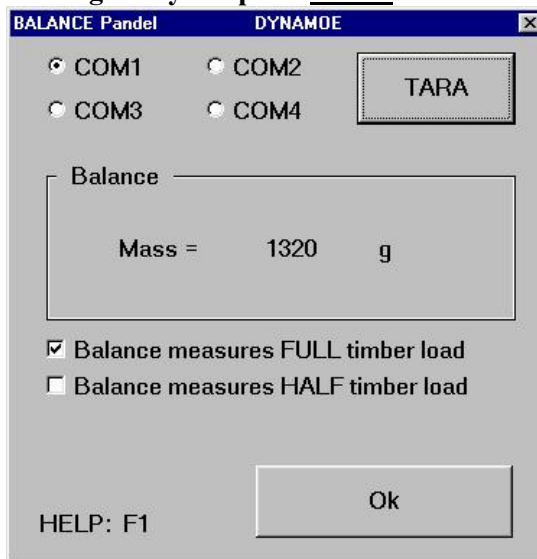 BALANCE Pandel DYNAMOE
COM1 COM2
TARA
COM3 COM4
Balance
Mass = 1320 g
Balance measures FULL timber load
Balance measures HALF timber load
Ok
HELP: F1